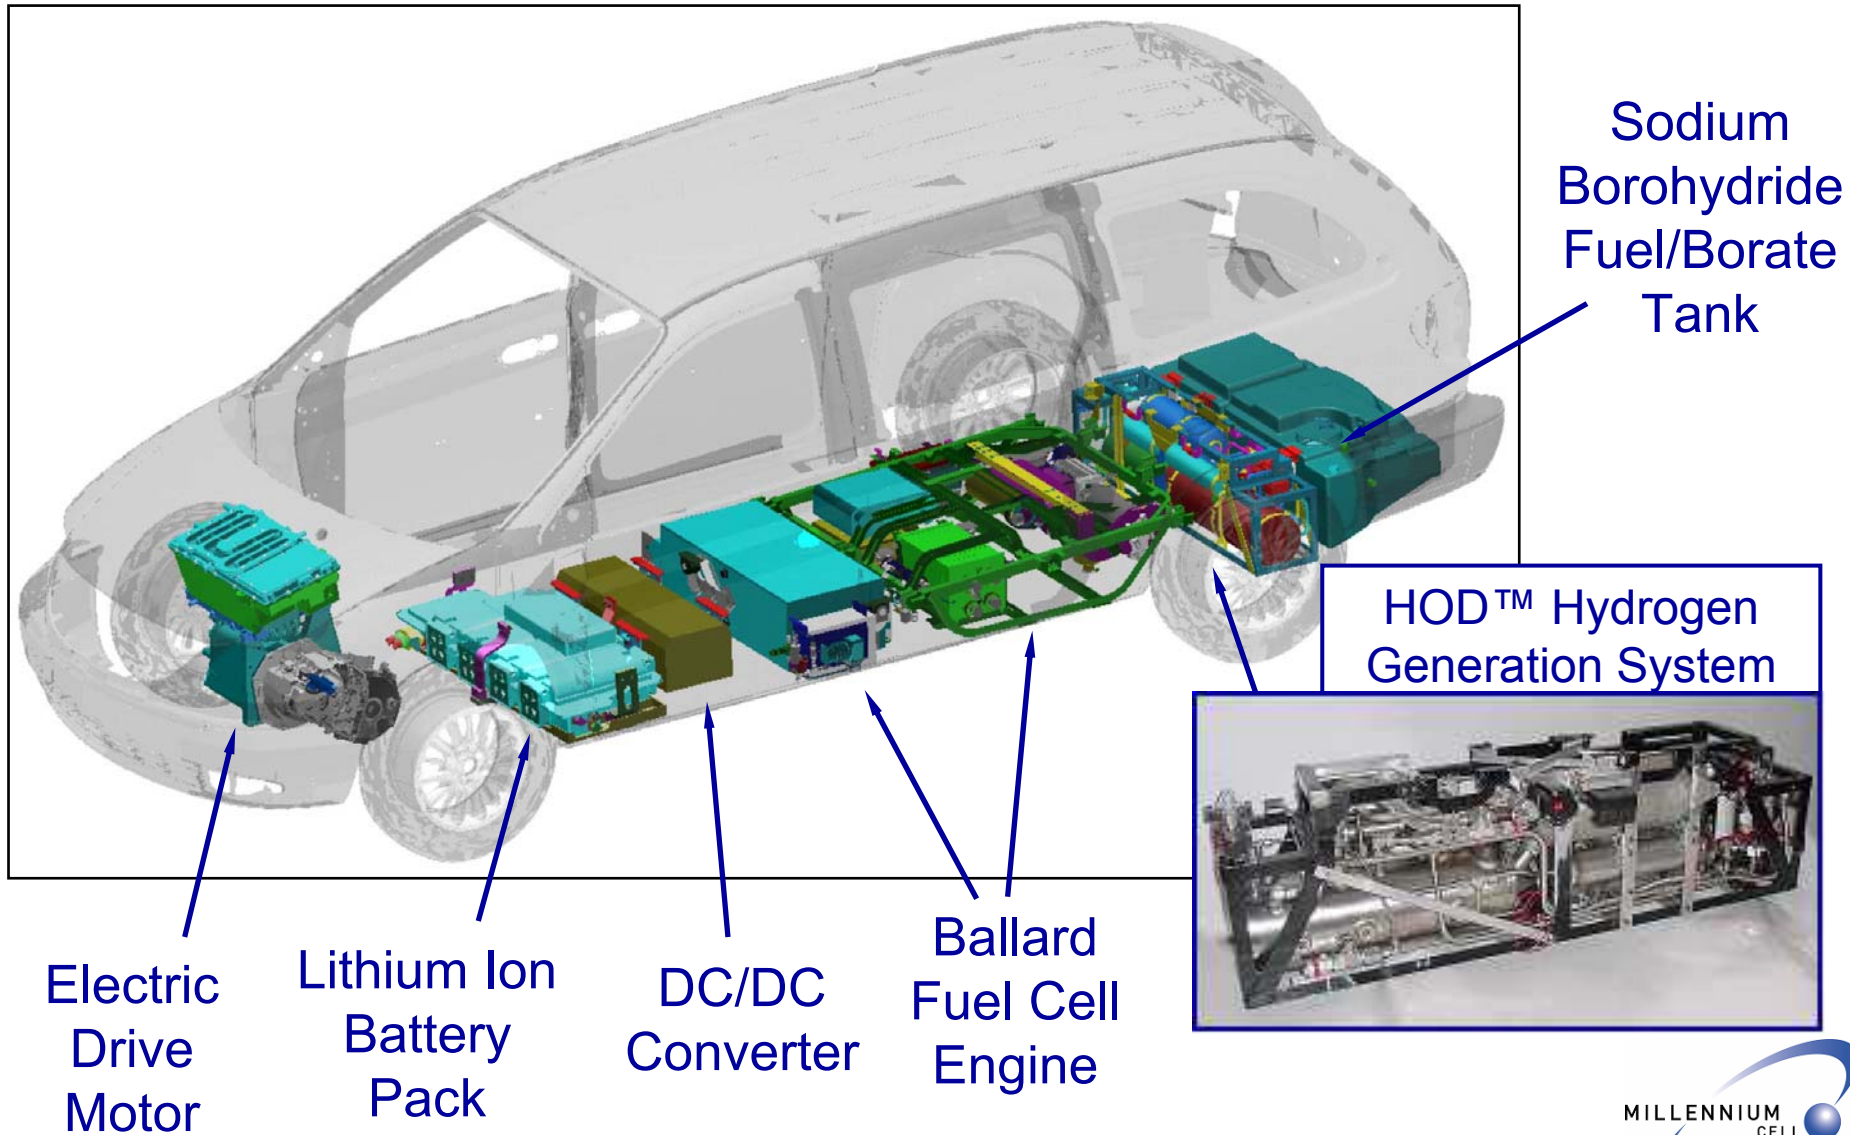 Sodium
Borohydride
Fuel/Borate
Tank
HOD™ Hydrogen
Generation System
Electric
Drive
Motor
Lithium Ion
Battery
Pack
DC/DC
Converter
Ballard
Fuel Cell
Engine
MILLENNIUM
CELL